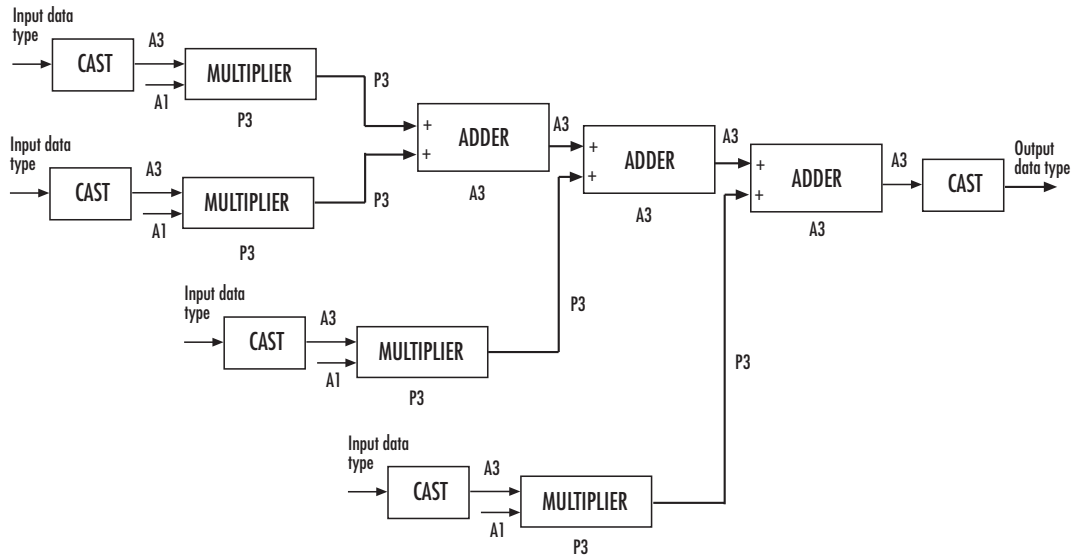 Input data
type
CAST
A3
A1
MULTIPLIER
P3
P3
Input data
type
CAST
A3
A1
MULTIPLIER
P3
P3
+
+
ADDER
A3
A3
Input data
type
CAST
A3
A1
MULTIPLIER
P3
P3
+
+
ADDER
A3
A3
Input data
type
CAST
A3
A1
MULTIPLIER
P3
P3
+
+
ADDER
A3
A3
CAST
Output
data type